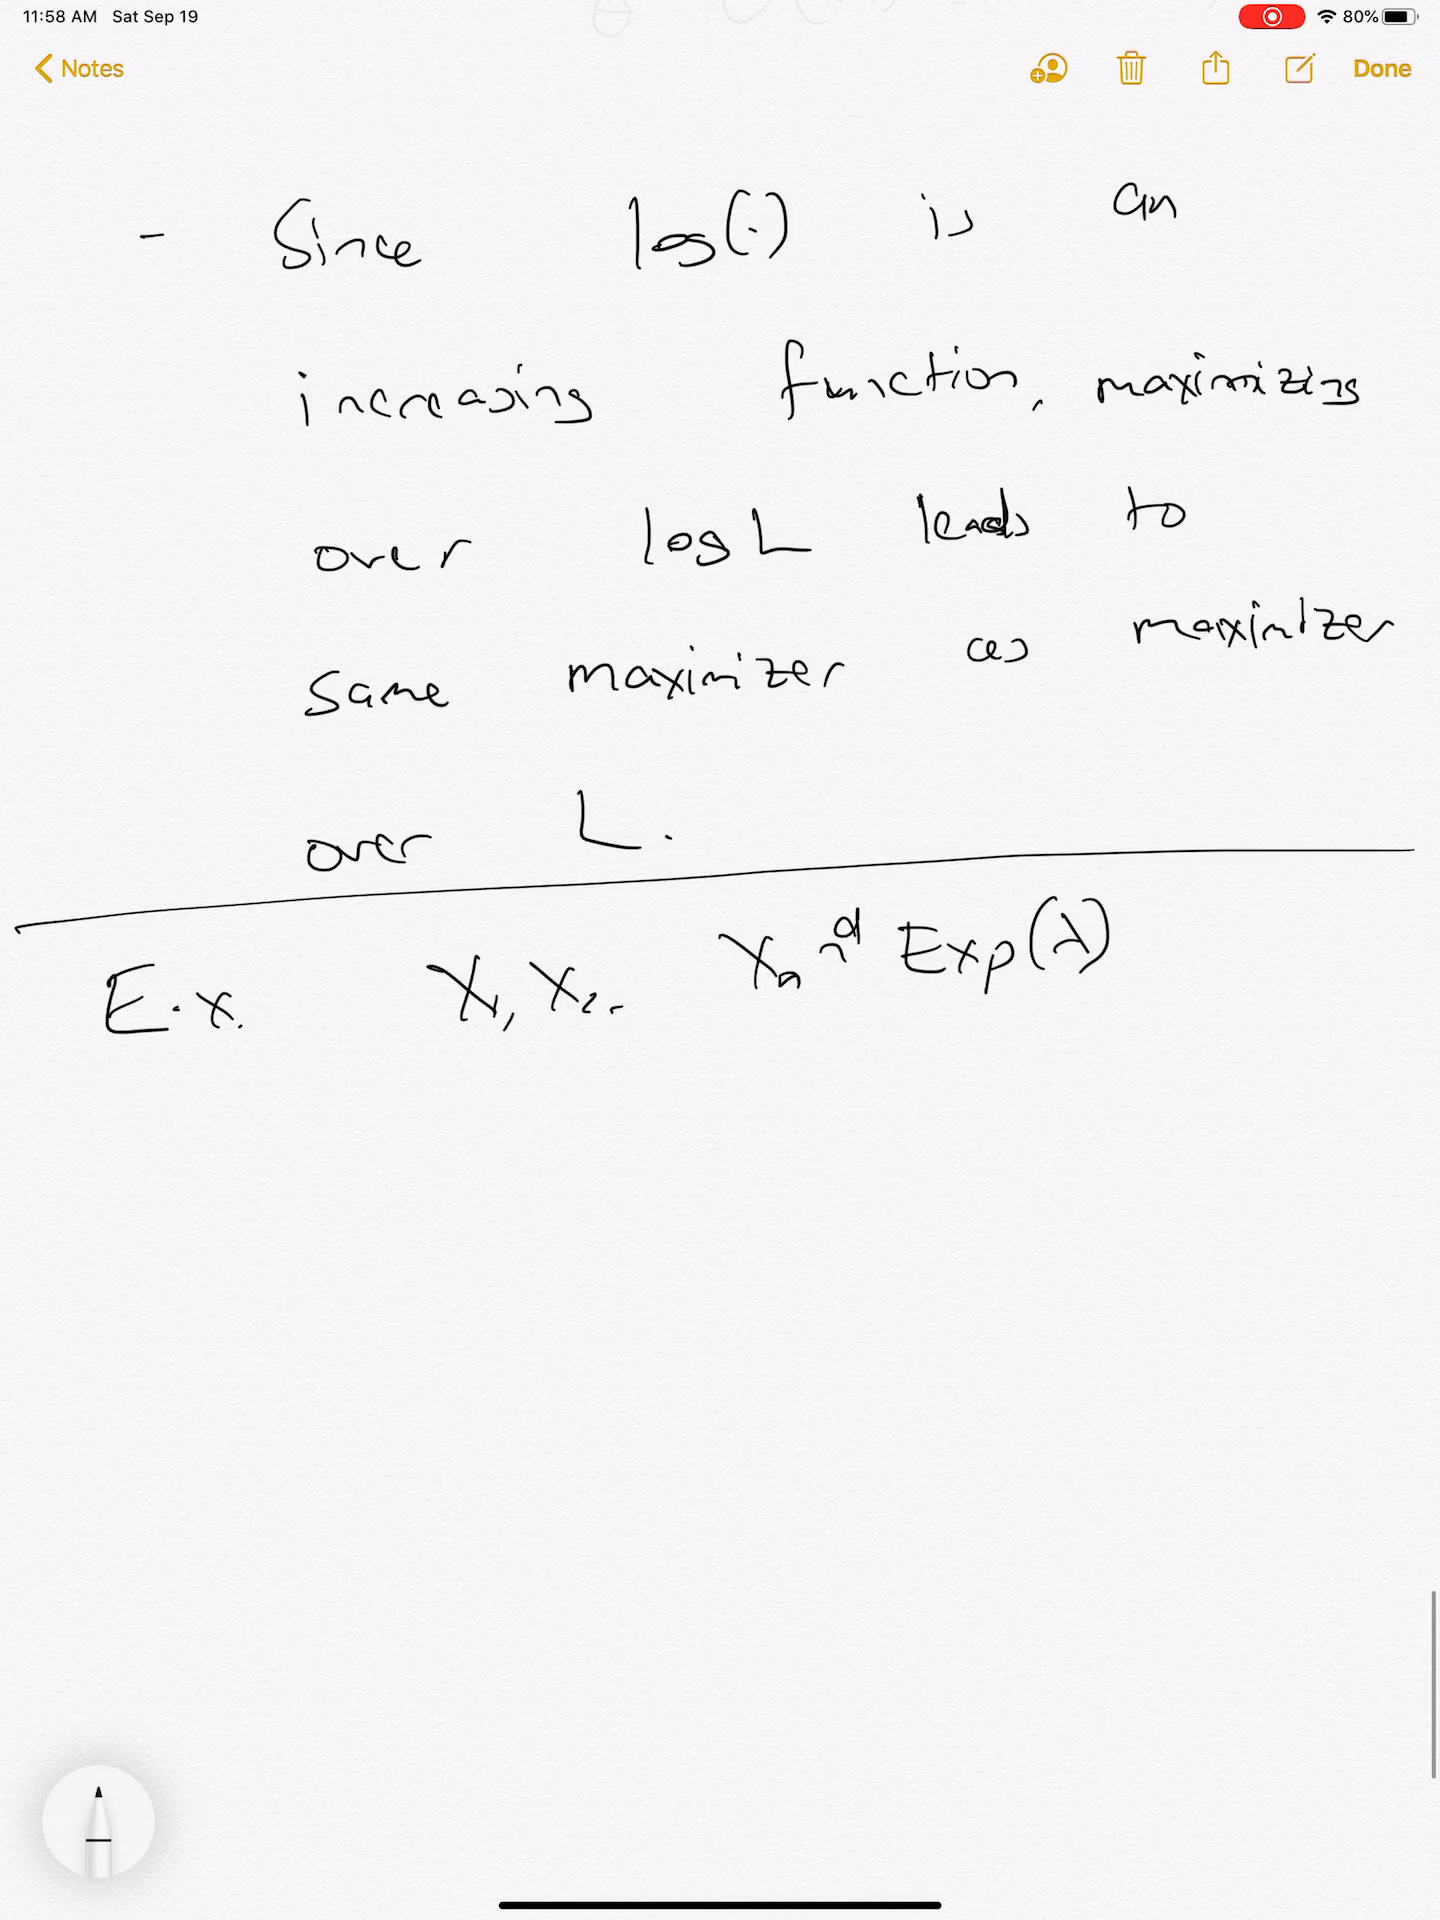 11:58 AM Sat Sep 19 80%
Notes Done
- Since log(·) is an
increasing function, maximizing
over log L leads to
same maximizer as maximizer
over L.
E.x. X₁, X₂.. Xₙ ~ Exp(λ)